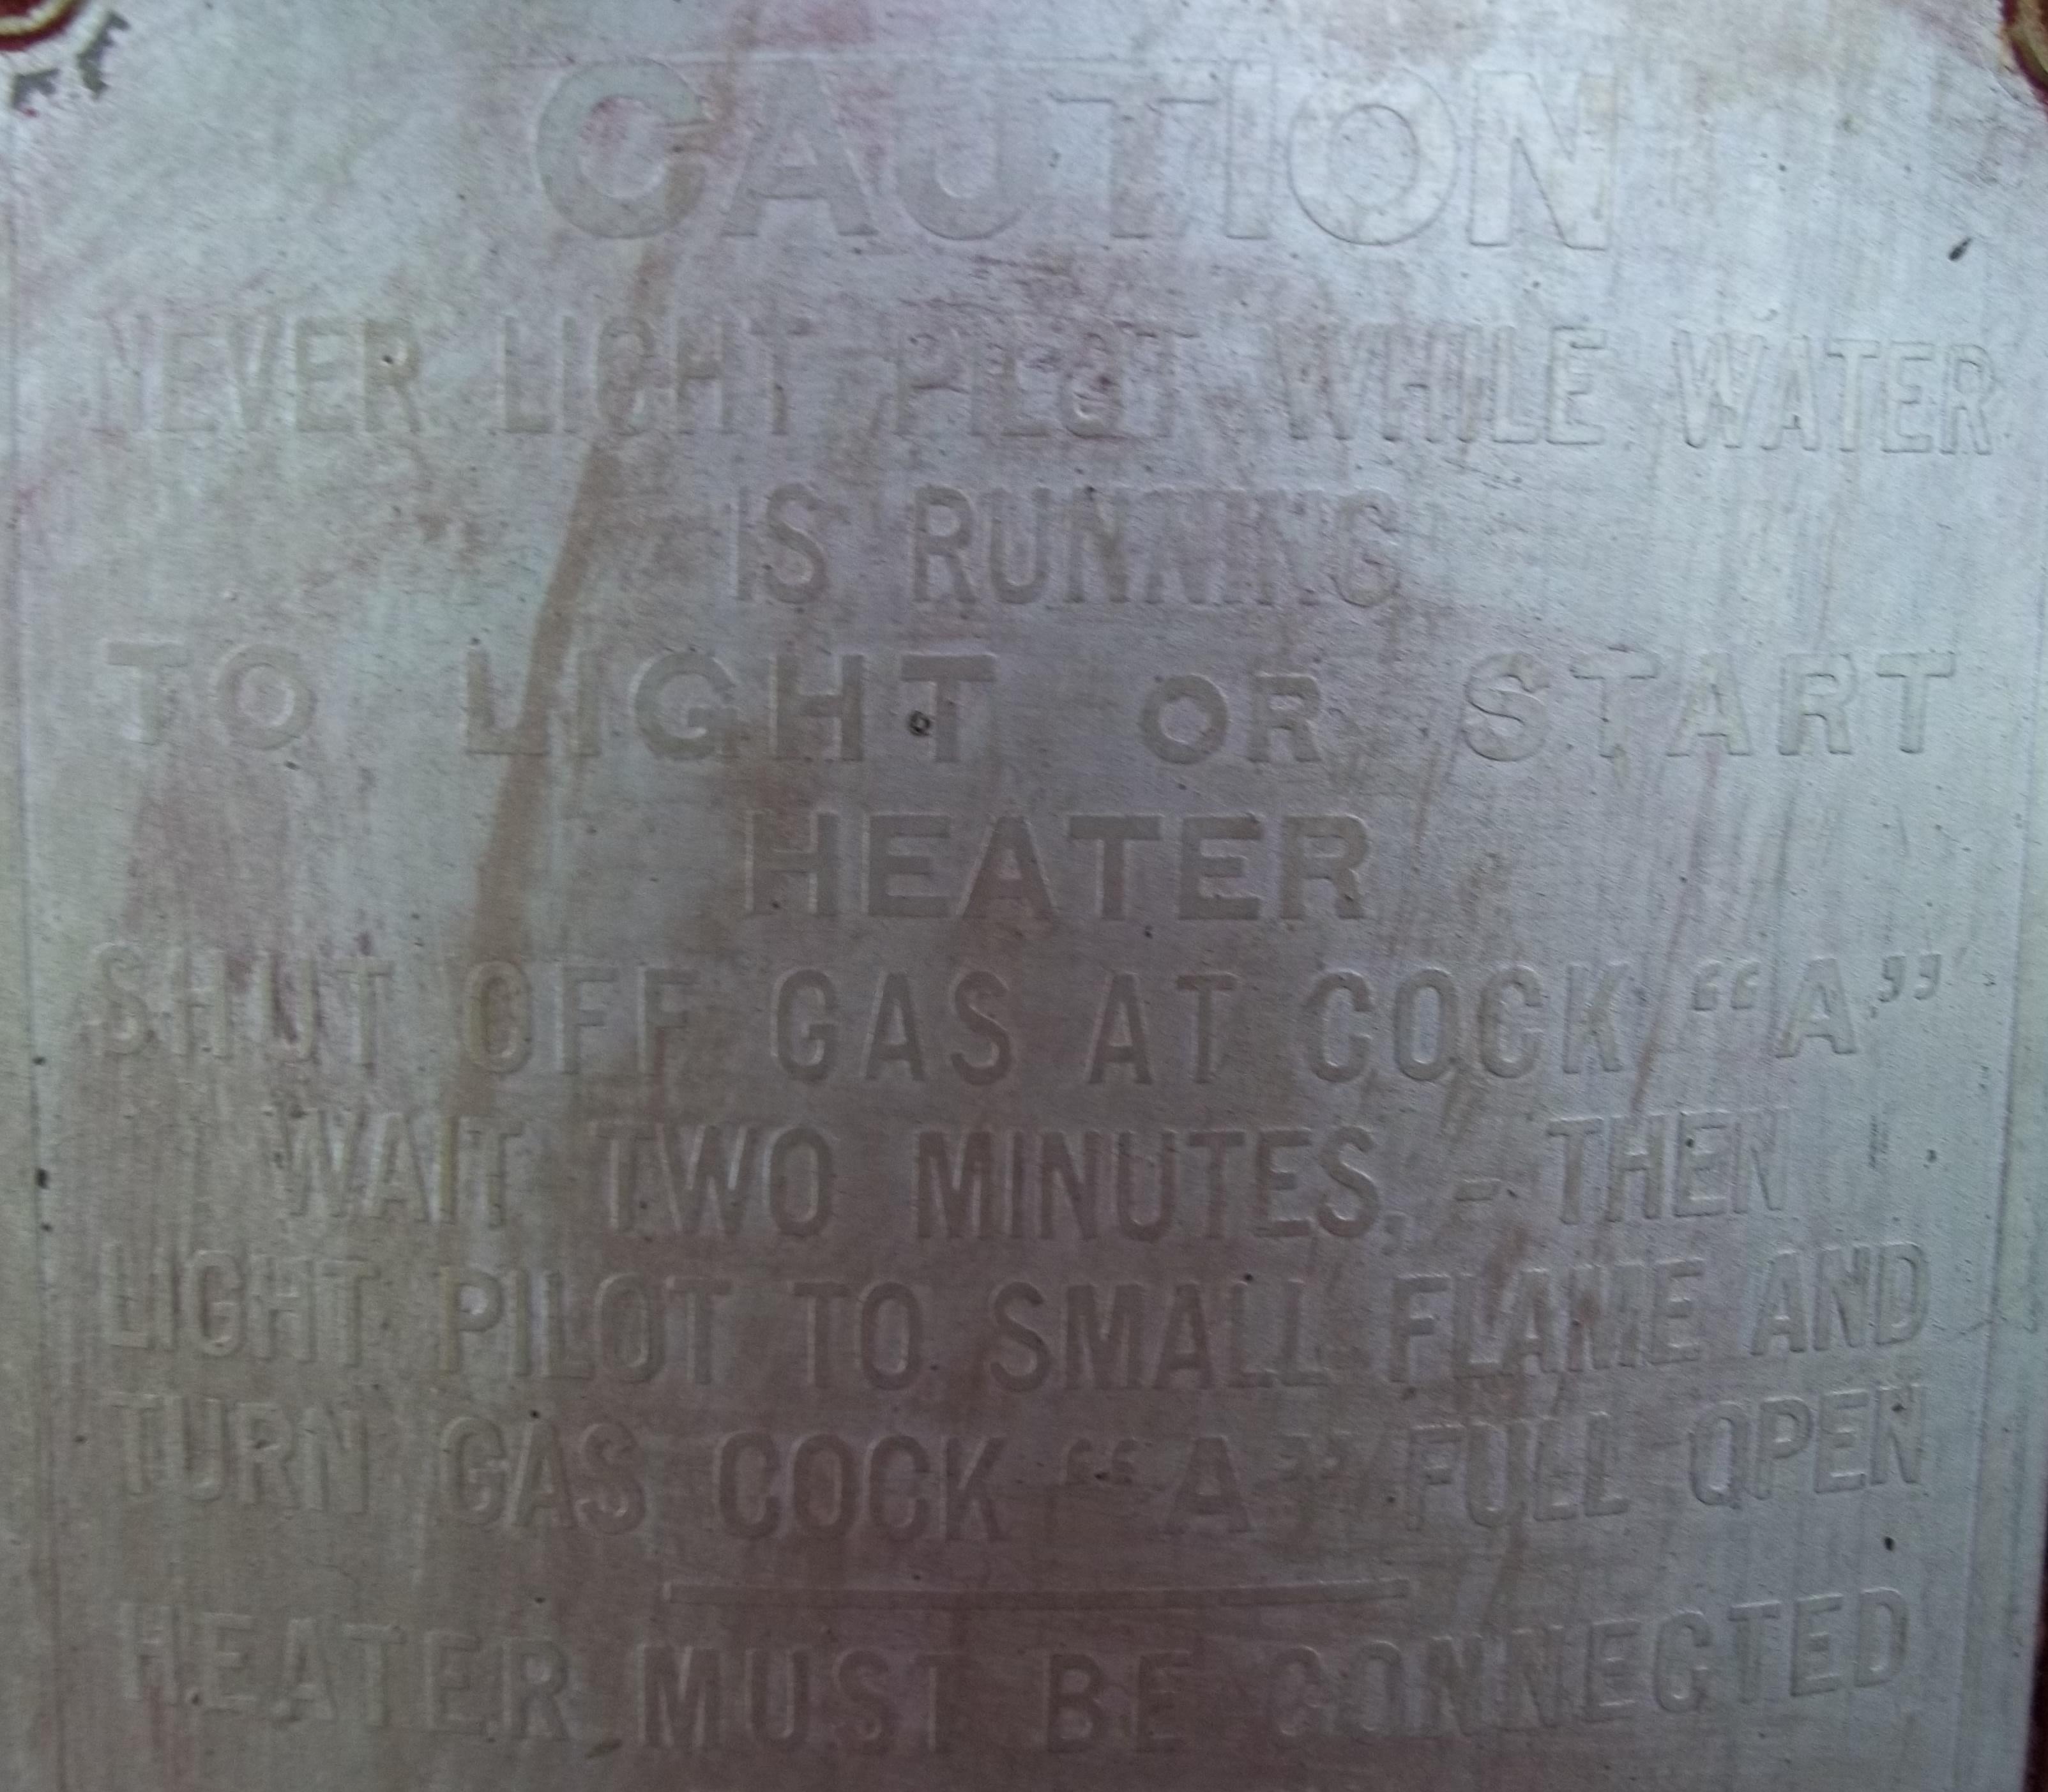 CAUTION
NEVER LIGHT PILOT WHILE WATER
IS RUNNING
TO LIGHT OR START
HEATER
SHUT OFF GAS AT COCK “A”
WAIT TWO MINUTES, - THEN
LIGHT PILOT TO SMALL FLAME AND
TURN GAS COCK “A” FULL OPEN
HEATER MUST BE CONNECTED